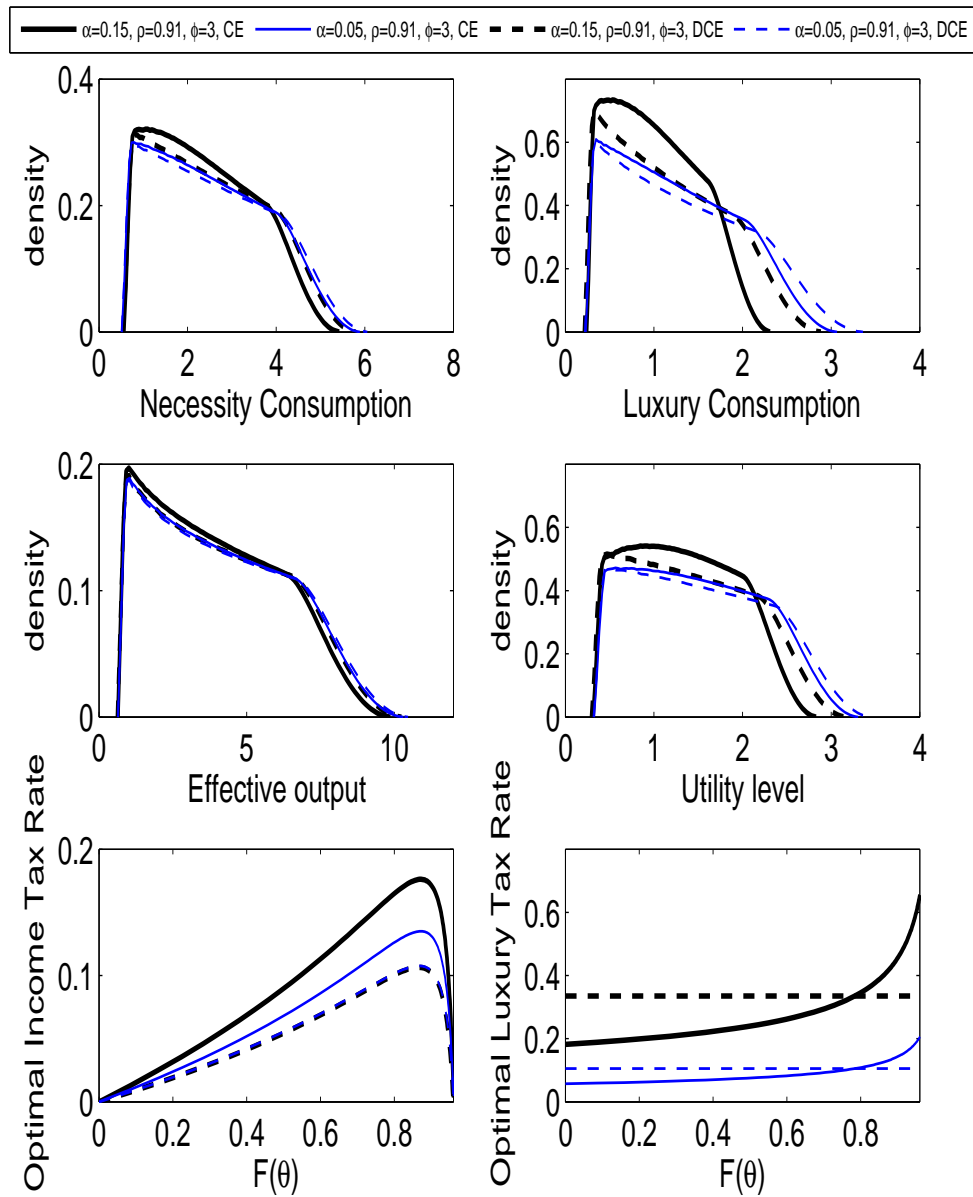 α=0.15, ρ=0.91, ϕ=3, CE α=0.05, ρ=0.91, ϕ=3, CE α=0.15, ρ=0.91, ϕ=3, DCE α=0.05, ρ=0.91, ϕ=3, DCE
density
0.4
0.2
0
0 2 4 6 8
Necessity Consumption
density
0.6
0.4
0.2
0
0 1 2 3 4
Luxury Consumption
density
0.2
0.1
0
0 5 10
Effective output
density
0.6
0.4
0.2
0
0 1 2 3 4
Utility level
Optimal Income Tax Rate
0.2
0.1
0
0 0.2 0.4 0.6 0.8
F(θ)
Optimal Luxury Tax Rate
0.6
0.4
0.2
0
0 0.2 0.4 0.6 0.8
F(θ)